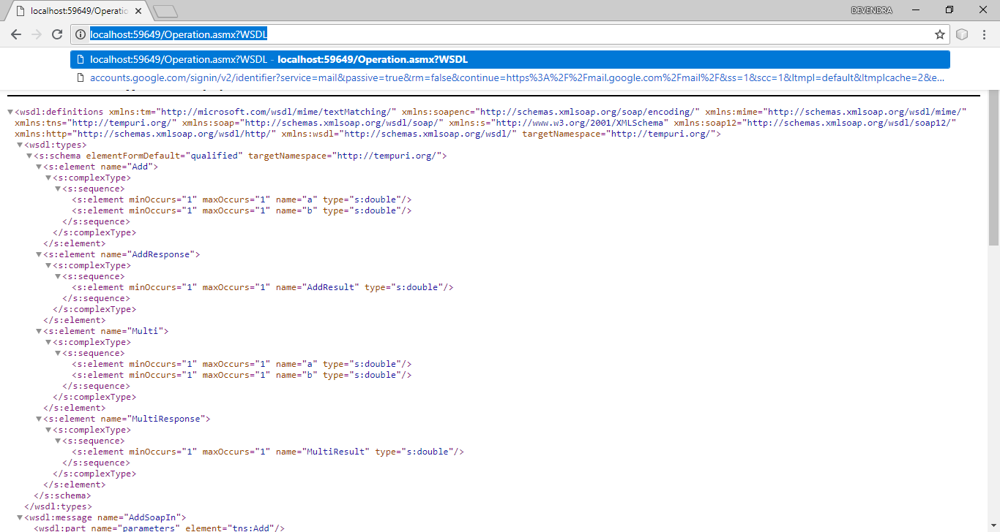 localhost:59649/Operatio
DEVENDRA
localhost:59649/Operation.asmx?WSDL
localhost:59649/Operation.asmx?WSDL - localhost:59649/Operation.asmx?WSDL
accounts.google.com/signin/v2/identifier?service=mail&passive=true&rm=false&continue=https%3A%2F%2Fmail.google.com%2Fmail%2F&ss=1&scc=1&ltmpl=default&ltmplcache=2&e...
<wsdl:definitions xmlns:tm="http://microsoft.com/wsdl/mime/textMatching/" xmlns:soapenc="http://schemas.xmlsoap.org/soap/encoding/" xmlns:mime="http://schemas.xmlsoap.org/wsdl/mime/"
xmlns:tns="http://tempuri.org/" xmlns:soap="http://schemas.xmlsoap.org/wsdl/soap/" xmlns:s="http://www.w3.org/2001/XMLSchema" xmlns:soap12="http://schemas.xmlsoap.org/wsdl/soap12/"
xmlns:http="http://schemas.xmlsoap.org/wsdl/http/" xmlns:wsdl="http://schemas.xmlsoap.org/wsdl/" targetNamespace="http://tempuri.org/">
<wsdl:types>
<s:schema elementFormDefault="qualified" targetNamespace="http://tempuri.org/">
<s:element name="Add">
<s:complexType>
<s:sequence>
<s:element minOccurs="1" maxOccurs="1" name="a" type="s:double"/>
<s:element minOccurs="1" maxOccurs="1" name="b" type="s:double"/>
</s:sequence>
</s:complexType>
</s:element>
<s:element name="AddResponse">
<s:complexType>
<s:sequence>
<s:element minOccurs="1" maxOccurs="1" name="AddResult" type="s:double"/>
</s:sequence>
</s:complexType>
</s:element>
<s:element name="Multi">
<s:complexType>
<s:sequence>
<s:element minOccurs="1" maxOccurs="1" name="a" type="s:double"/>
<s:element minOccurs="1" maxOccurs="1" name="b" type="s:double"/>
</s:sequence>
</s:complexType>
</s:element>
<s:element name="MultiResponse">
<s:complexType>
<s:sequence>
<s:element minOccurs="1" maxOccurs="1" name="MultiResult" type="s:double"/>
</s:sequence>
</s:complexType>
</s:element>
</s:schema>
</wsdl:types>
<wsdl:message name="AddSoapIn">
<wsdl:part name="parameters" element="tns:Add"/>